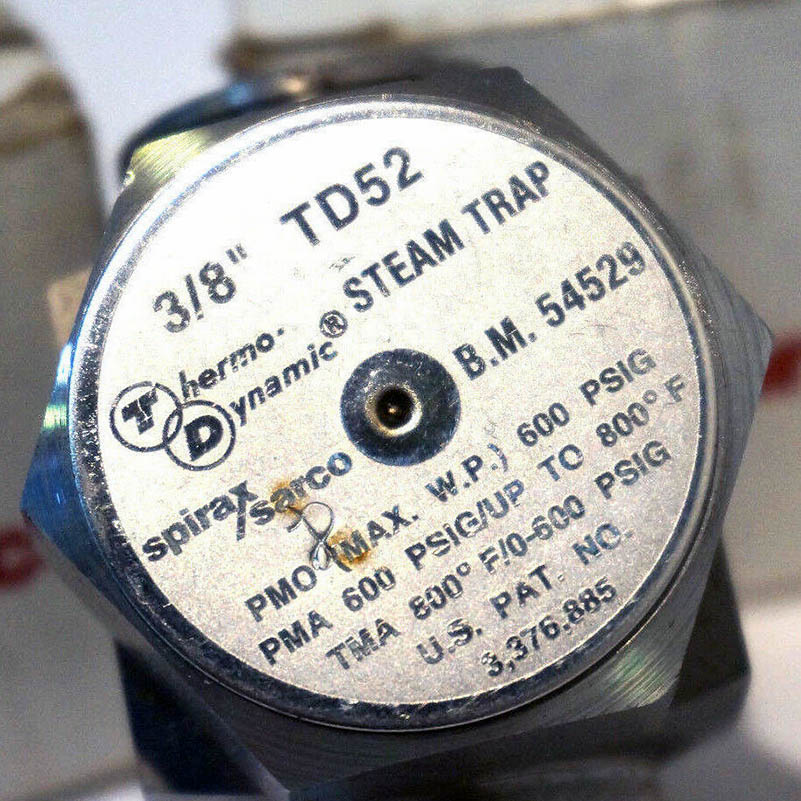 3/8" TD52
Thermo-Dynamic® STEAM TRAP
TD
B.M. 54529
spirax/sarco
PMO (MAX. W.P.) 600 PSIG
PMA 600 PSIG/UP TO 800° F
TMA 800° F/0-600 PSIG
U.S. PAT. NO.
3,376,885